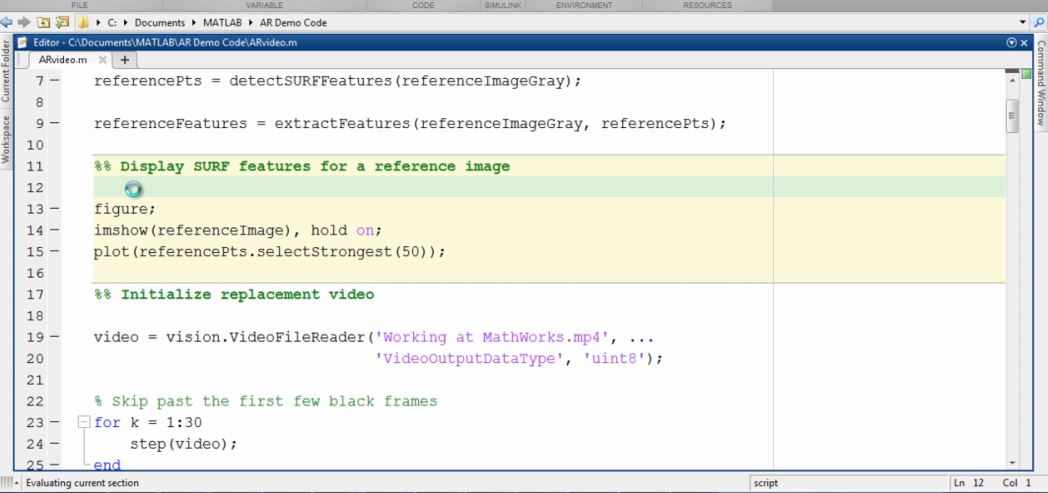 FILE VARIABLE CODE SIMULINK ENVIRONMENT RESOURCES
C: Documents MATLAB AR Demo Code
Editor - C:\Documents\MATLAB\AR Demo Code\ARvideo.m
ARvideo.m
Current Folder
Workspace
Command Window
7 referencePts = detectSURFFeatures(referenceImageGray);
8
9 referenceFeatures = extractFeatures(referenceImageGray, referencePts);
10
11 %% Display SURF features for a reference image
12
13 figure;
14 imshow(referenceImage), hold on;
15 plot(referencePts.selectStrongest(50));
16
17 %% Initialize replacement video
18
19 video = vision.VideoFileReader('Working at MathWorks.mp4', ...
20 'VideoOutputDataType', 'uint8');
21
22 % Skip past the first few black frames
23 for k = 1:30
24 step(video);
25 end
Evaluating current section script Ln 12 Col 1